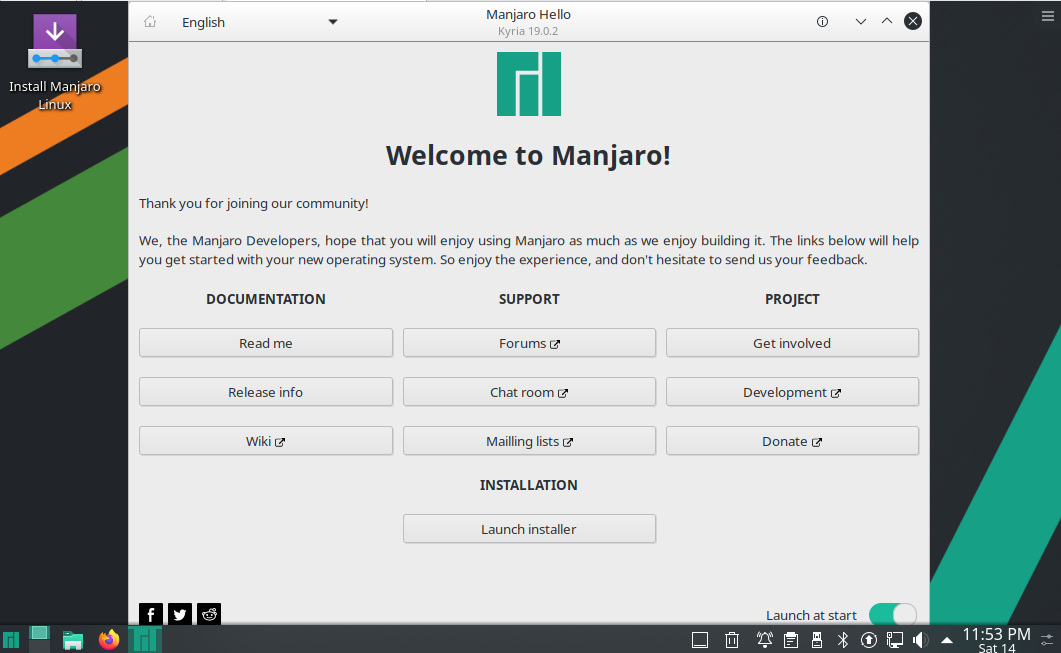 Install Manjaro
Linux
English
Manjaro Hello
Kyria 19.0.2
Welcome to Manjaro!
Thank you for joining our community!
We, the Manjaro Developers, hope that you will enjoy using Manjaro as much as we enjoy building it. The links below will help
you get started with your new operating system. So enjoy the experience, and don't hesitate to send us your feedback.
DOCUMENTATION
SUPPORT
PROJECT
Read me
Forums
Get involved
Release info
Chat room
Development
Wiki
Mailling lists
Donate
INSTALLATION
Launch installer
Launch at start
11:53 PM
Sat 14